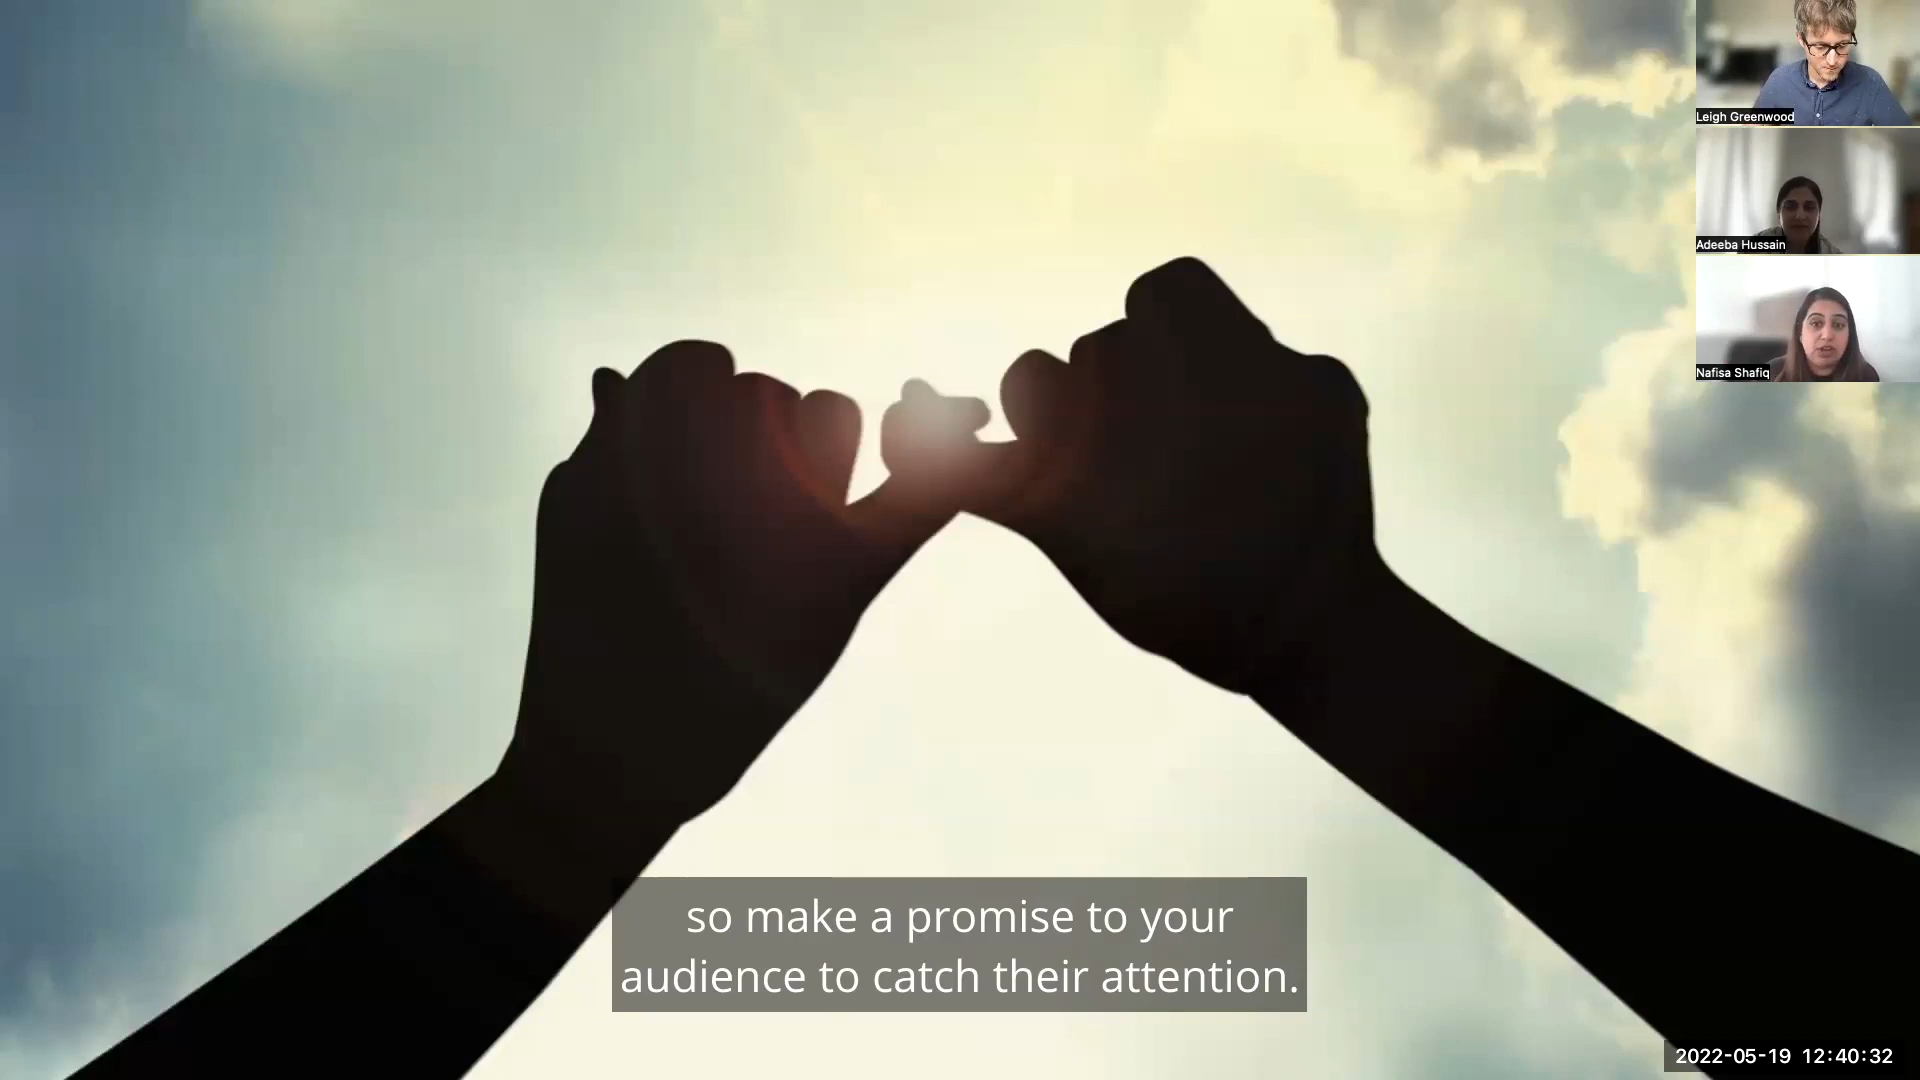 Leigh Greenwood
Adeeba Hussain
Nafisa Shafiq
so make a promise to your
audience to catch their attention.
2022-05-19 12:40:32